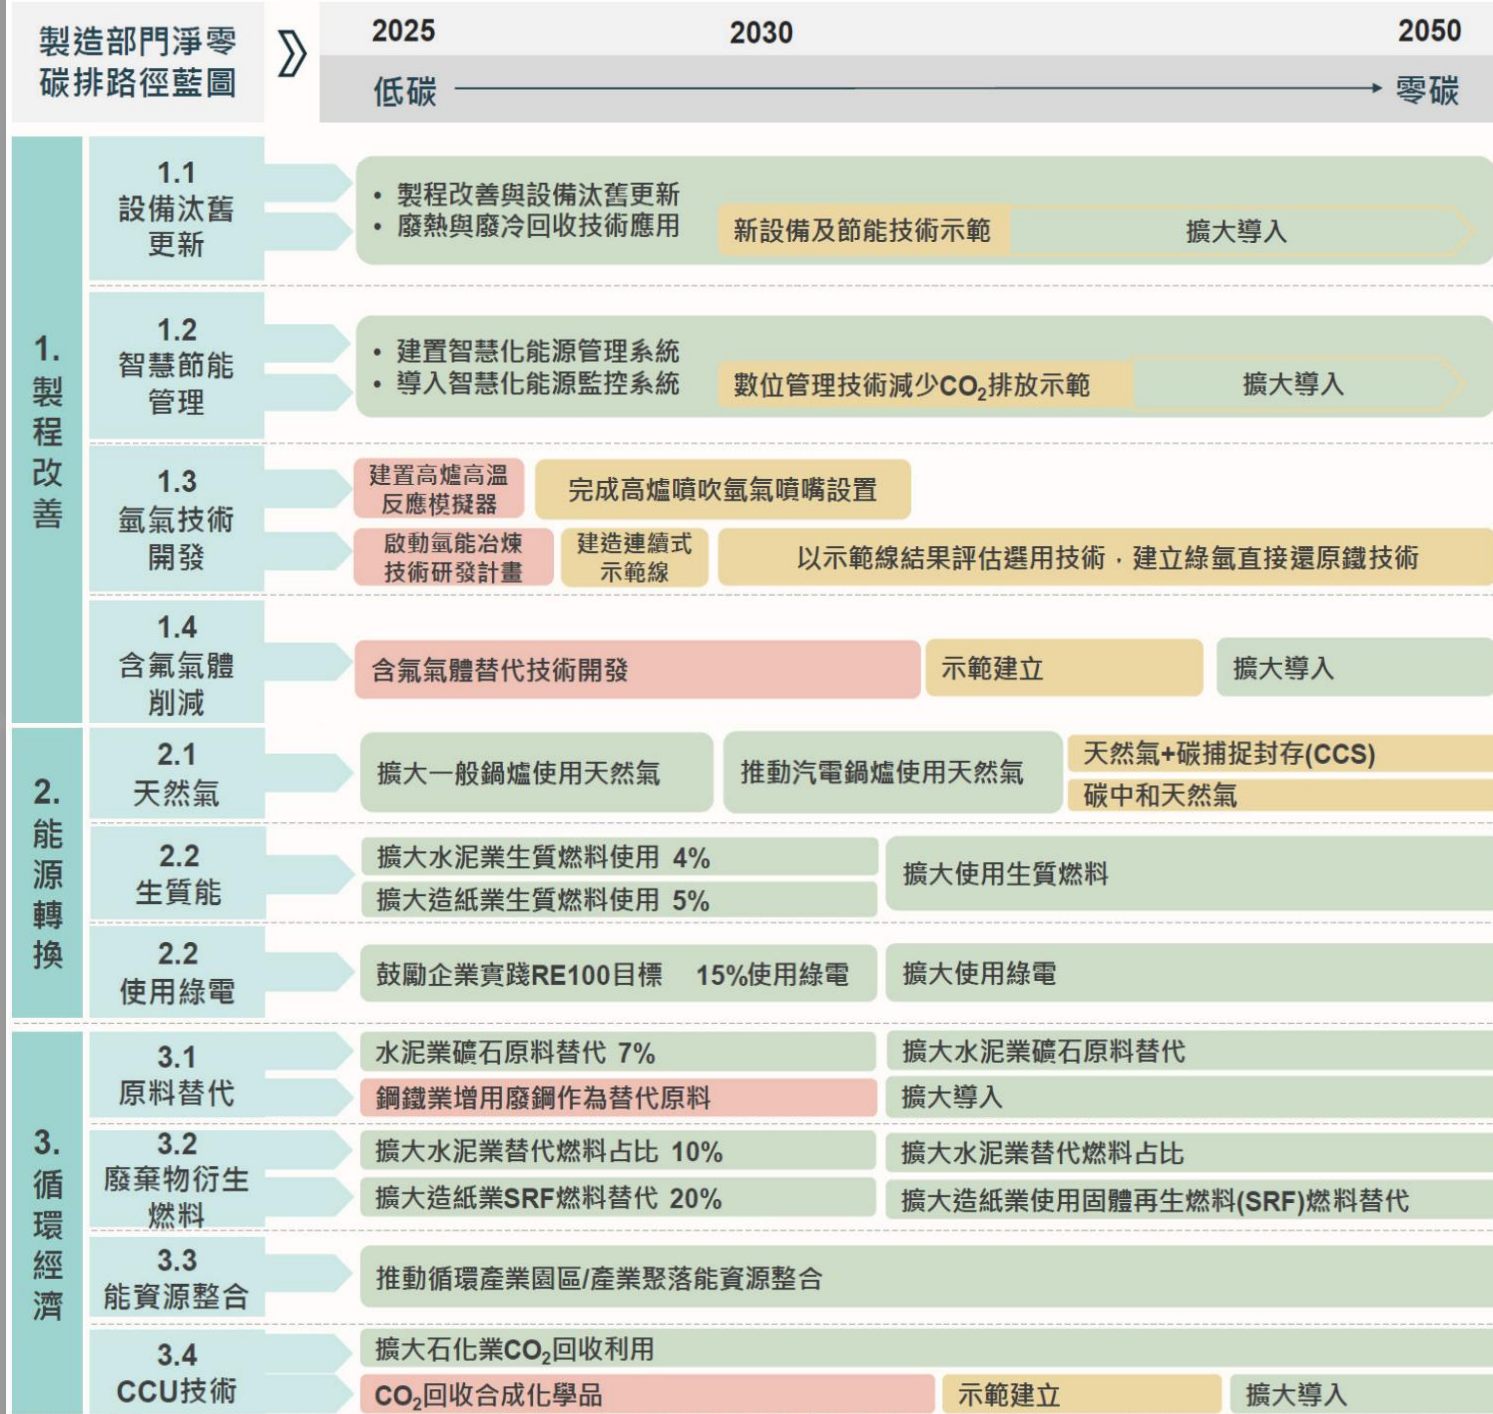 製造部門淨零
碳排路徑藍圖
2025
2030
2050
低碳
零碳
1.
製程改善
1.1
設備汰舊
更新
• 製程改善與設備汰舊更新
• 廢熱與廢冷回收技術應用
新設備及節能技術示範
擴大導入
1.2
智慧節能
管理
• 建置智慧化能源管理系統
• 導入智慧化能源監控系統
數位管理技術減少CO₂排放示範
擴大導入
1.3
氫氣技術
開發
建置高爐高溫
反應模擬器
完成高爐噴吹氫氣噴嘴設置
啟動氫能冶煉
技術研發計畫
建造連續式
示範線
以示範線結果評估選用技術，建立綠氫直接還原鐵技術
1.4
含氟氣體
削減
含氟氣體替代技術開發
示範建立
擴大導入
2.
能源轉換
2.1
天然氣
擴大一般鍋爐使用天然氣
推動汽電鍋爐使用天然氣
天然氣+碳捕捉封存(CCS)
碳中和天然氣
2.2
生質能
擴大水泥業生質燃料使用 4%
擴大造紙業生質燃料使用 5%
擴大使用生質燃料
2.2
使用綠電
鼓勵企業實踐RE100目標 15%使用綠電
擴大使用綠電
3.
循環經濟
3.1
原料替代
水泥業礦石原料替代 7%
擴大水泥業礦石原料替代
鋼鐵業增用廢鋼作為替代原料
擴大導入
3.2
廢棄物衍生
燃料
擴大水泥業替代燃料占比 10%
擴大水泥業替代燃料占比
擴大造紙業SRF燃料替代 20%
擴大造紙業使用固體再生燃料(SRF)燃料替代
3.3
能資源整合
推動循環產業園區/產業聚落能資源整合
3.4
CCU技術
擴大石化業CO₂回收利用
CO₂回收合成化學品
示範建立
擴大導入